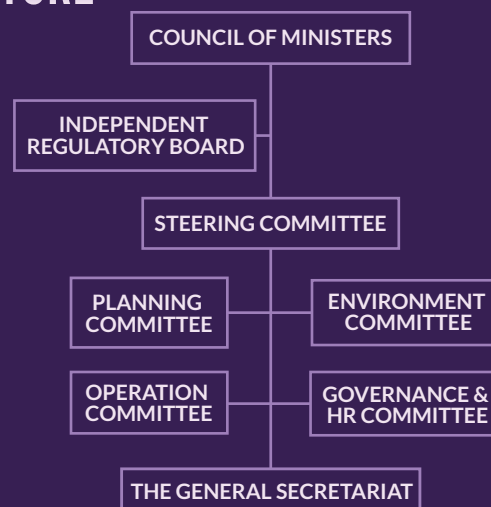 COUNCIL OF MINISTERS
INDEPENDENT
REGULATORY BOARD
STEERING COMMITTEE
PLANNING
COMMITTEE
ENVIRONMENT
COMMITTEE
OPERATION
COMMITTEE
GOVERNANCE &
HR COMMITTEE
THE GENERAL SECRETARIAT